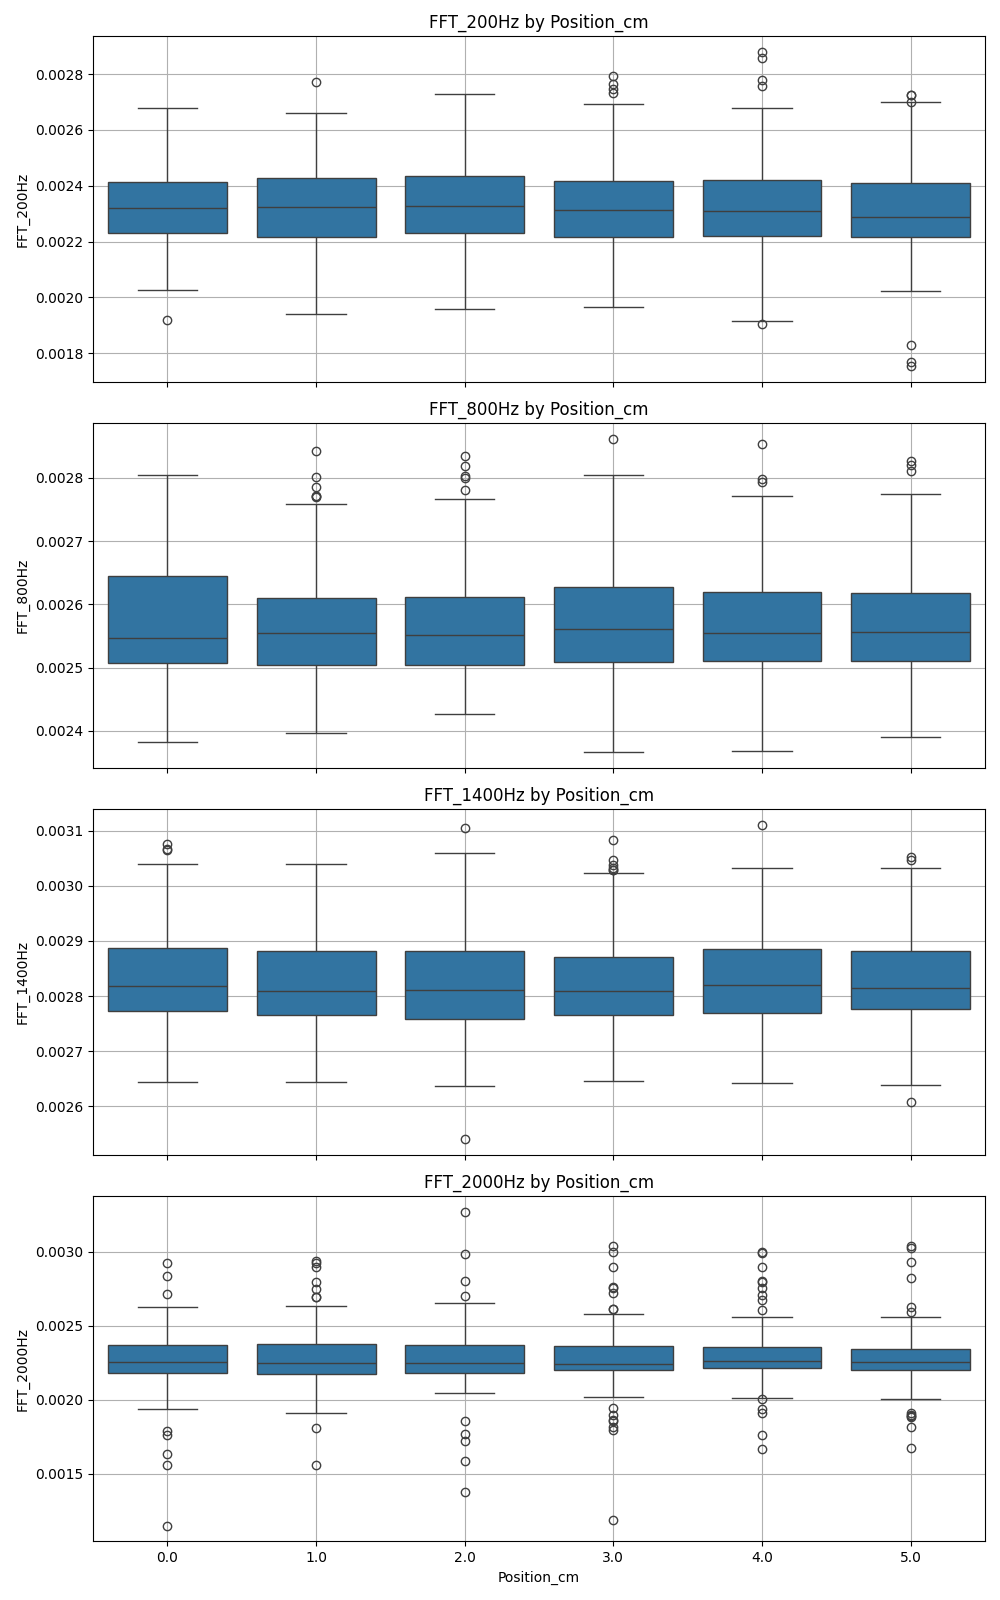 FFT_200Hz by Position_cm
0.0028
0.0026
0.0024
0.0022
0.0020
0.0018
FFT_200Hz
FFT_800Hz by Position_cm
0.0028
0.0027
0.0026
0.0025
0.0024
FFT_800Hz
FFT_1400Hz by Position_cm
0.0031
0.0030
0.0029
0.0028
0.0027
0.0026
FFT_1400Hz
FFT_2000Hz by Position_cm
0.0030
0.0025
0.0020
0.0015
FFT_2000Hz
0.0 1.0 2.0 3.0 4.0 5.0
Position_cm